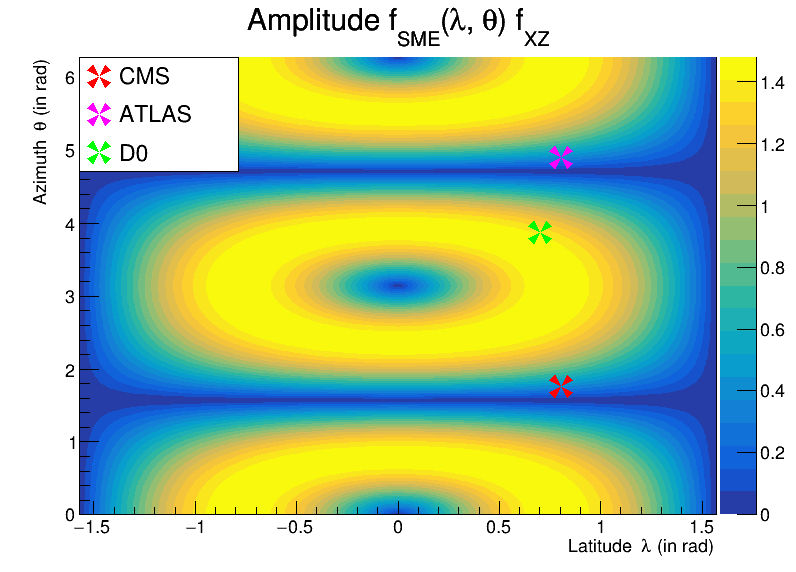 Amplitude f_SME(λ, θ) f_XZ
Azimuth θ (in rad)
CMS
ATLAS
D0
6
5
4
3
2
1
0
−1.5 −1 −0.5 0 0.5 1 1.5
Latitude λ (in rad)
1.4
1.2
1
0.8
0.6
0.4
0.2
0